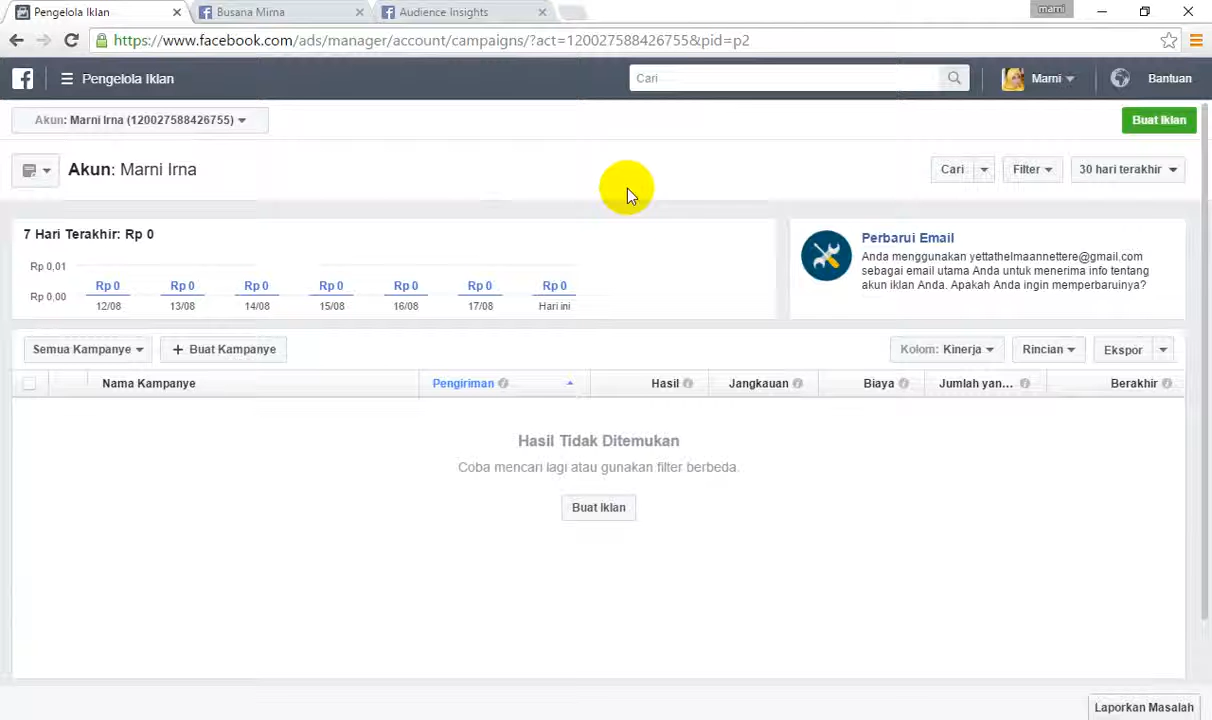 Pengelola Iklan
Busana Mima
Audience Insights
marni
https://www.facebook.com/ads/manager/account/campaigns/?act=120027588426755&pid=p2
Pengelola Iklan
Cari
Marni
Bantuan
Akun: Marni Irna (120027588426755)
Buat Iklan
Akun: Marni Irna
Cari
Filter
30 hari terakhir
7 Hari Terakhir: Rp 0
Rp 0,01
Rp 0,00
Rp 0 Rp 0 Rp 0 Rp 0 Rp 0 Rp 0 Rp 0
12/08 13/08 14/08 15/08 16/08 17/08 Hari ini
Perbarui Email
Anda menggunakan yettathelmaannettere@gmail.com
sebagai email utama Anda untuk menerima info tentang
akun iklan Anda. Apakah Anda ingin memperbaruinya?
Semua Kampanye
+ Buat Kampanye
Kolom: Kinerja
Rincian
Ekspor
Nama Kampanye
Pengiriman
Hasil
Jangkauan
Biaya
Jumlah yan...
Berakhir
Hasil Tidak Ditemukan
Coba mencari lagi atau gunakan filter berbeda.
Buat Iklan
Laporkan Masalah